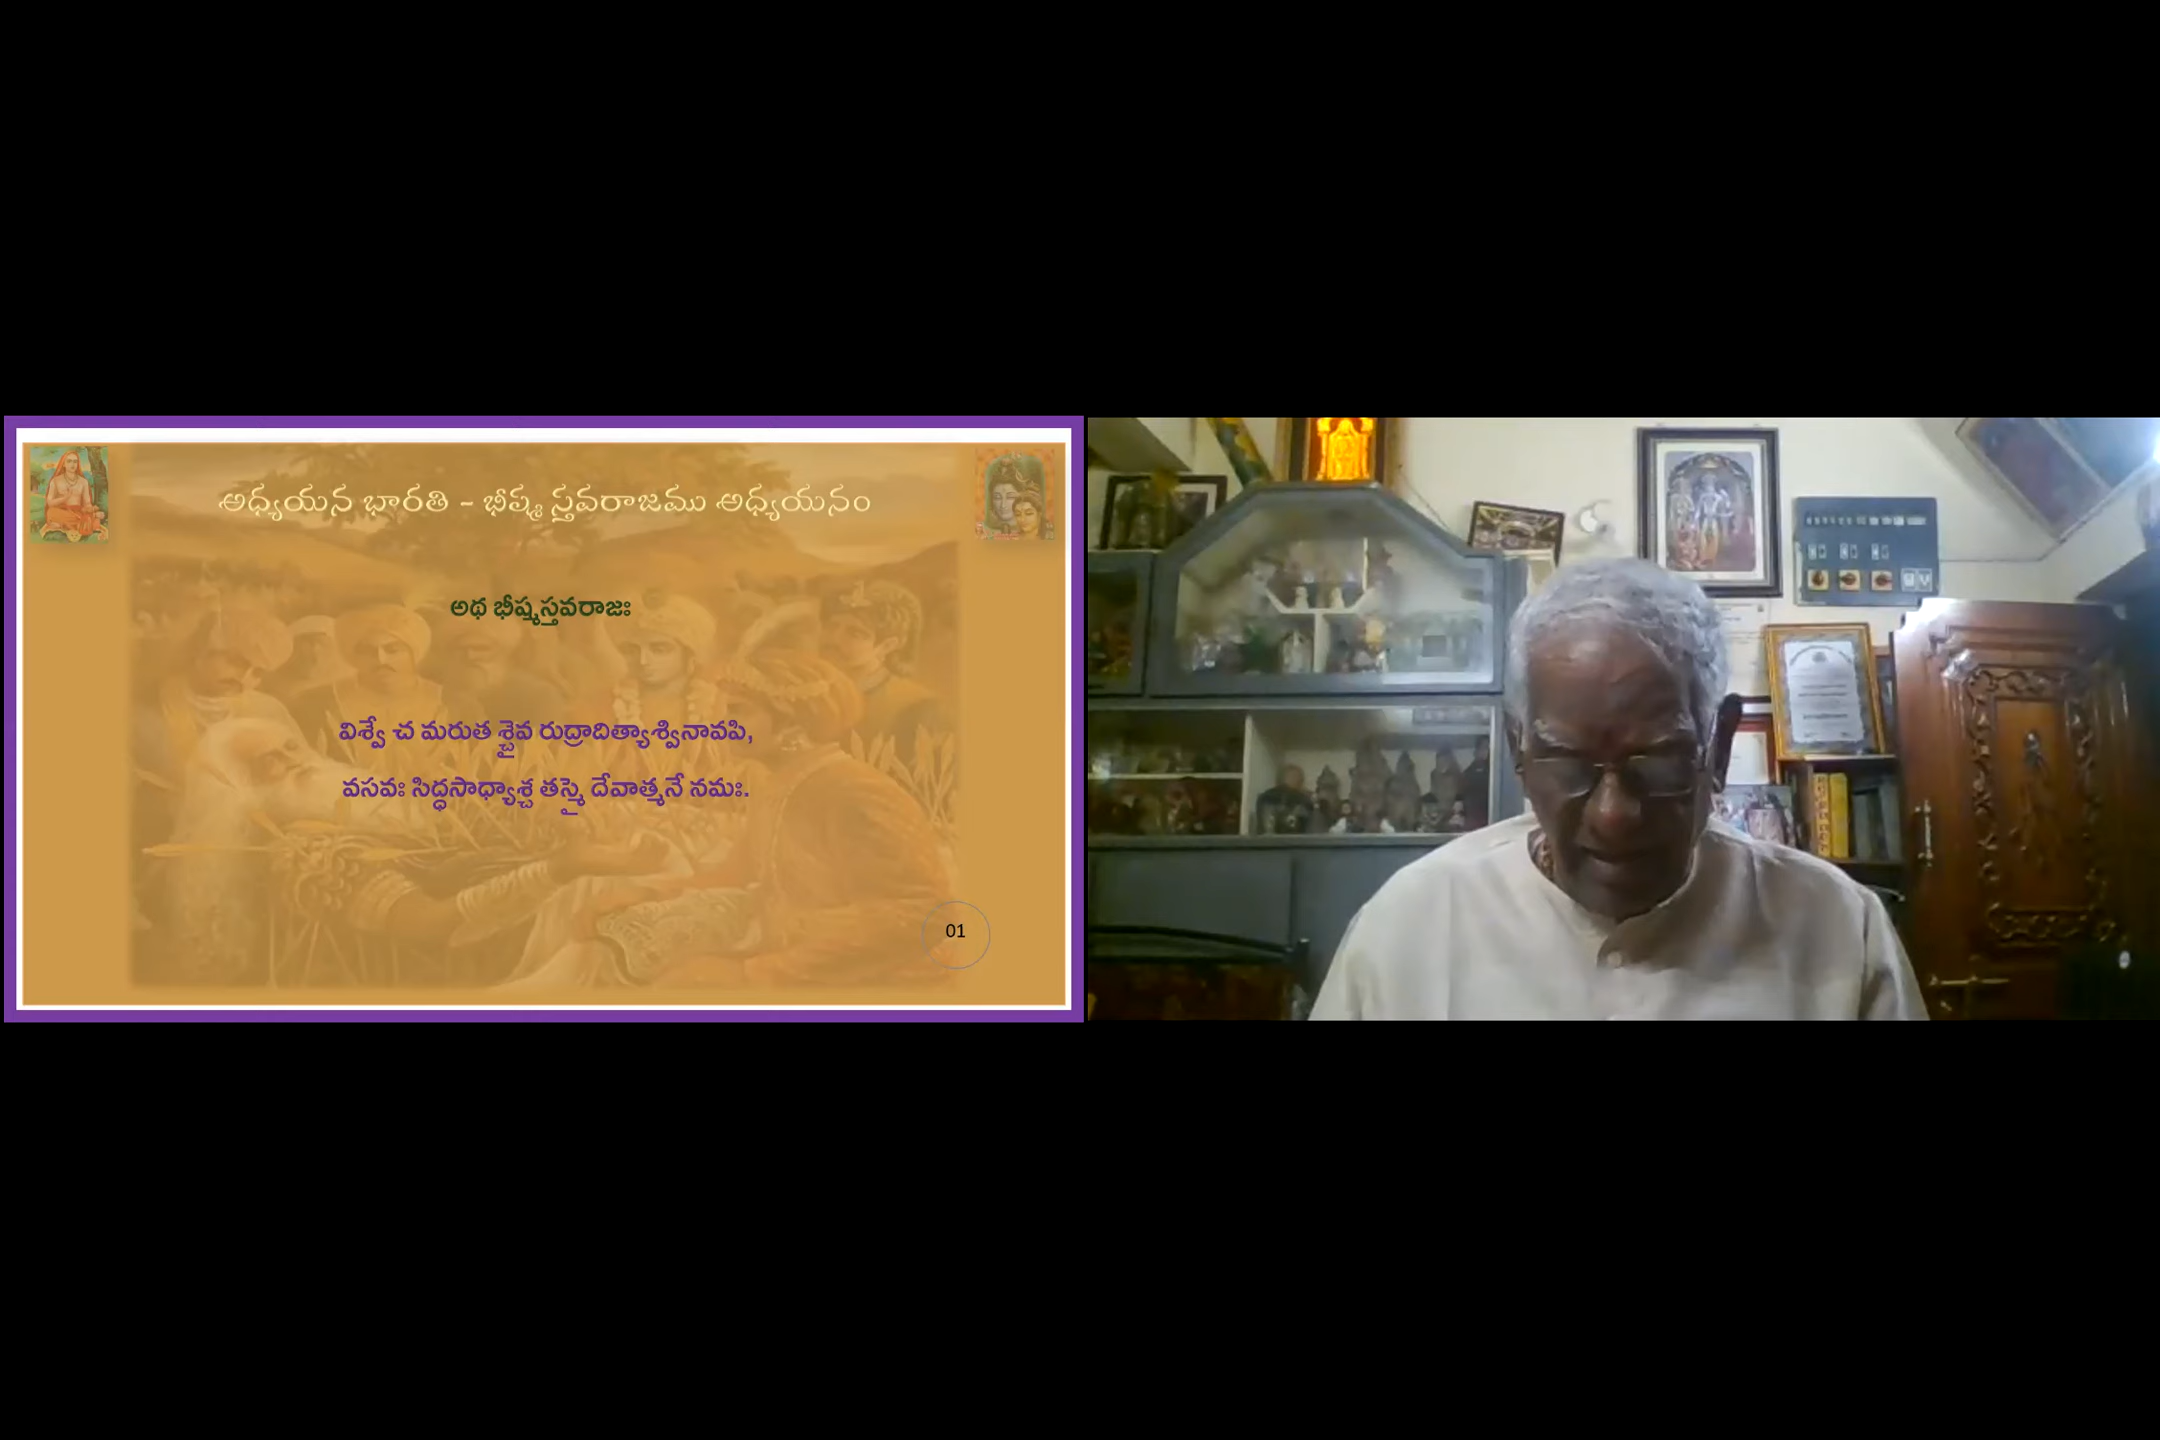 అధ్యయన భారతి - భీష్మ స్తవరాజము అధ్యయనం
అథ భీష్మస్తవరాజః
విశ్వే చ మరుత శ్చైవ రుద్రాదిత్యాశ్వినావపి,
వసవః సిద్ధసాధ్యాశ్చ తస్మై దేవాత్మనే నమః.
01